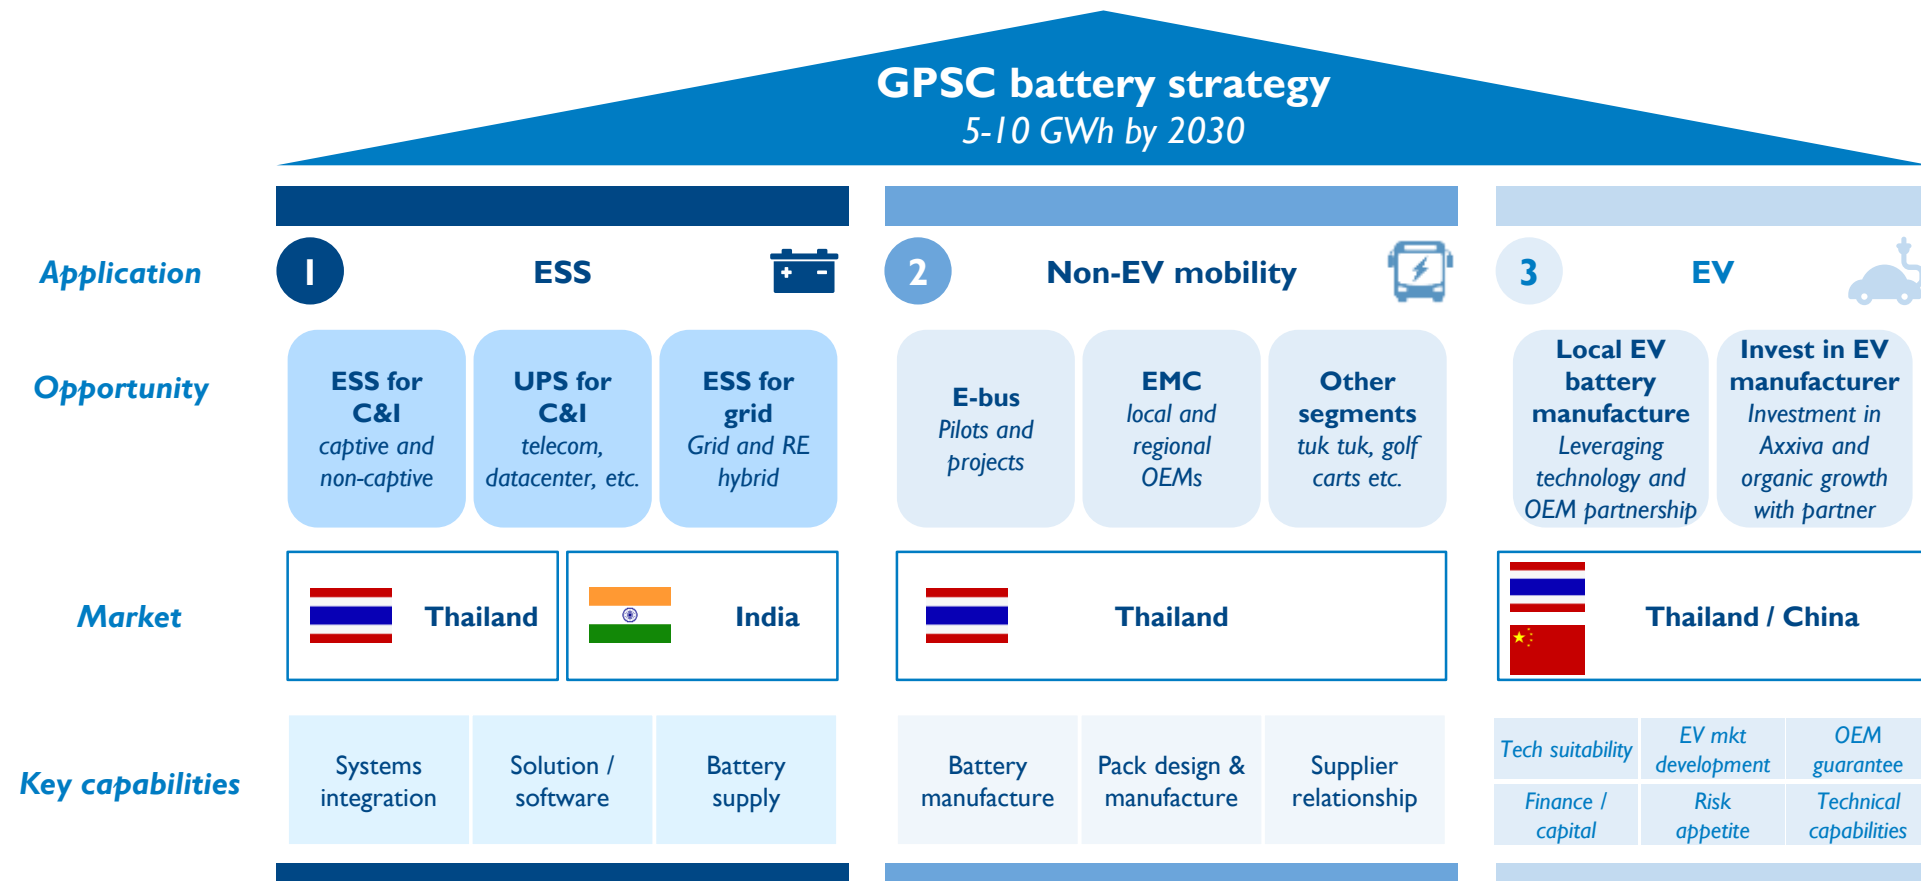 GPSC battery strategy
5-10 GWh by 2030
Application
1
ESS
2
Non-EV mobility
3
EV
Opportunity
ESS for
C&I
captive and
non-captive
UPS for
C&I
telecom,
datacenter, etc.
ESS for
grid
Grid and RE
hybrid
E-bus
Pilots and
projects
EMC
local and
regional
OEMs
Other
segments
tuk tuk, golf
carts etc.
Local EV
battery
manufacture
Leveraging
technology and
OEM partnership
Invest in EV
manufacturer
Investment in
Axxiva and
organic growth
with partner
Market
Thailand
India
Thailand
Thailand / China
Key capabilities
Systems
integration
Solution /
software
Battery
supply
Battery
manufacture
Pack design &
manufacture
Supplier
relationship
Tech suitability
EV mkt
development
OEM
guarantee
Finance /
capital
Risk
appetite
Technical
capabilities